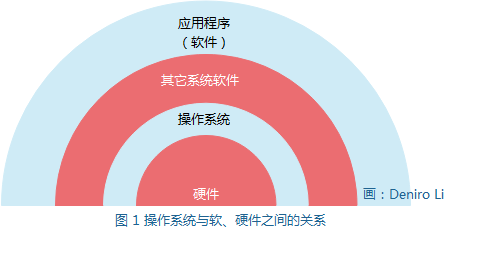 应用程序
（软件）
其它系统软件
操作系统
硬件
画：Deniro Li
图 1 操作系统与软、硬件之间的关系